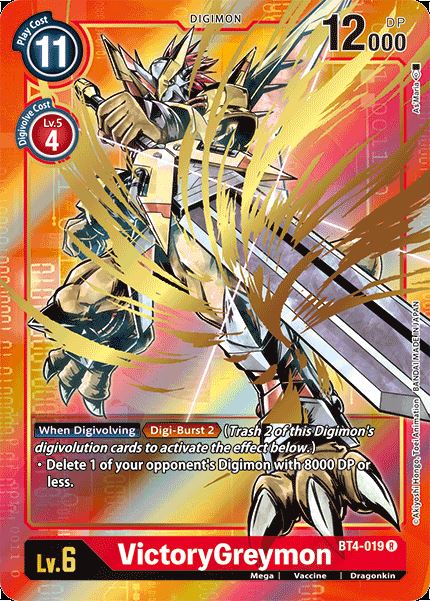 Play Cost
11
DIGIMON
12000
DP
Digivolve Cost
Lv.5
4
As'Maria
When Digivolving Digi-Burst 2 (Trash 2 of this Digimon's
digivolution cards to activate the effect below.)
• Delete 1 of your opponent's Digimon with 8000 DP or
less.
©Akiyoshi Hongo, Toei Animation・BANDAI MADE IN JAPAN
Lv.6
VictoryGreymon
BT4-019 R
Mega | Vaccine | Dragonkin